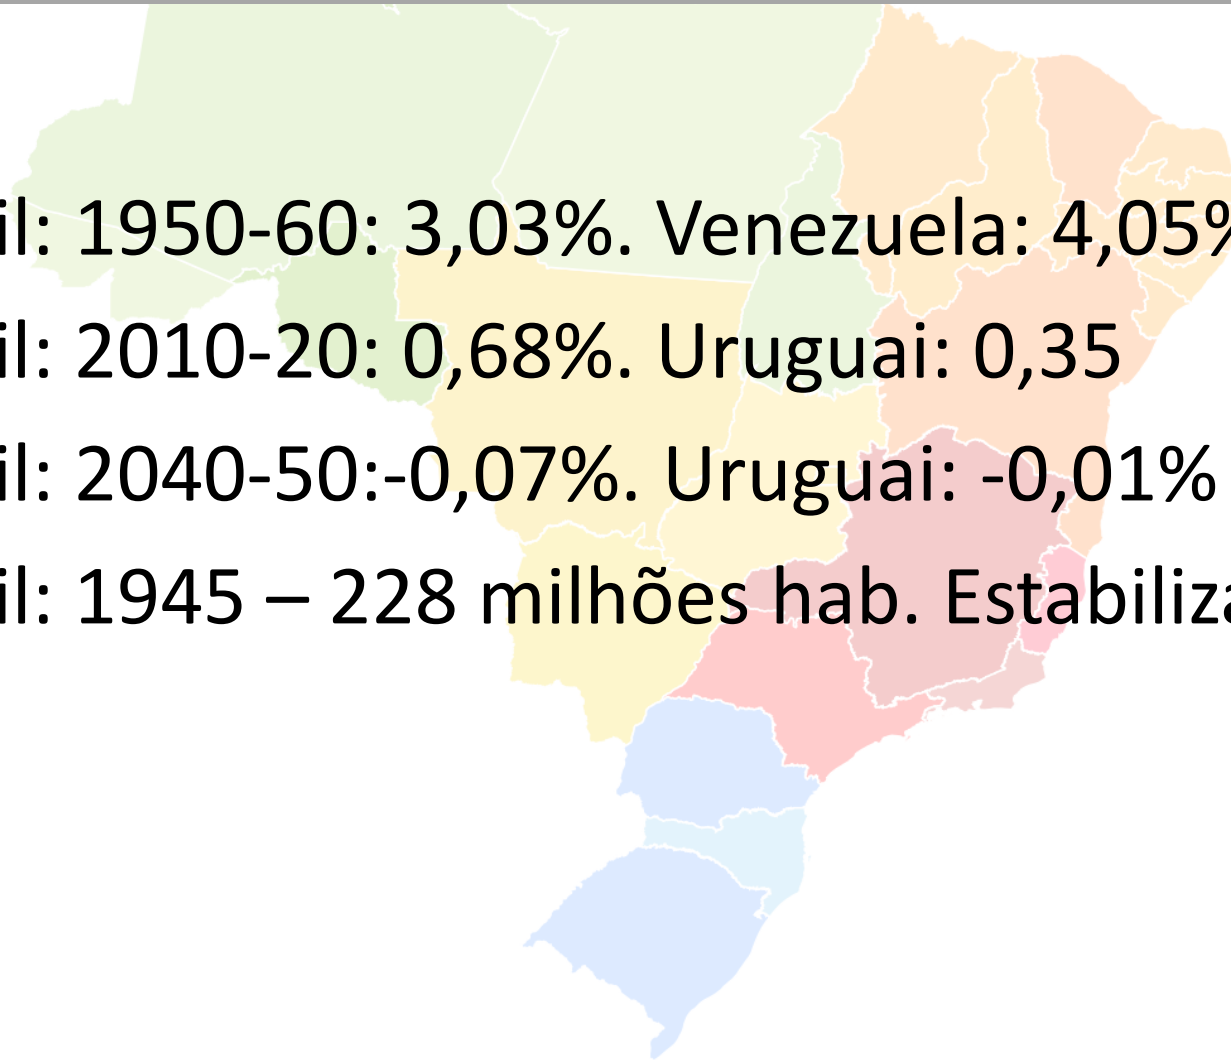 il: 1950-60: 3,03%. Venezuela: 4,05%
il: 2010-20: 0,68%. Uruguai: 0,35
il: 2040-50:-0,07%. Uruguai: -0,01%
il: 1945 – 228 milhões hab. Estabiliza